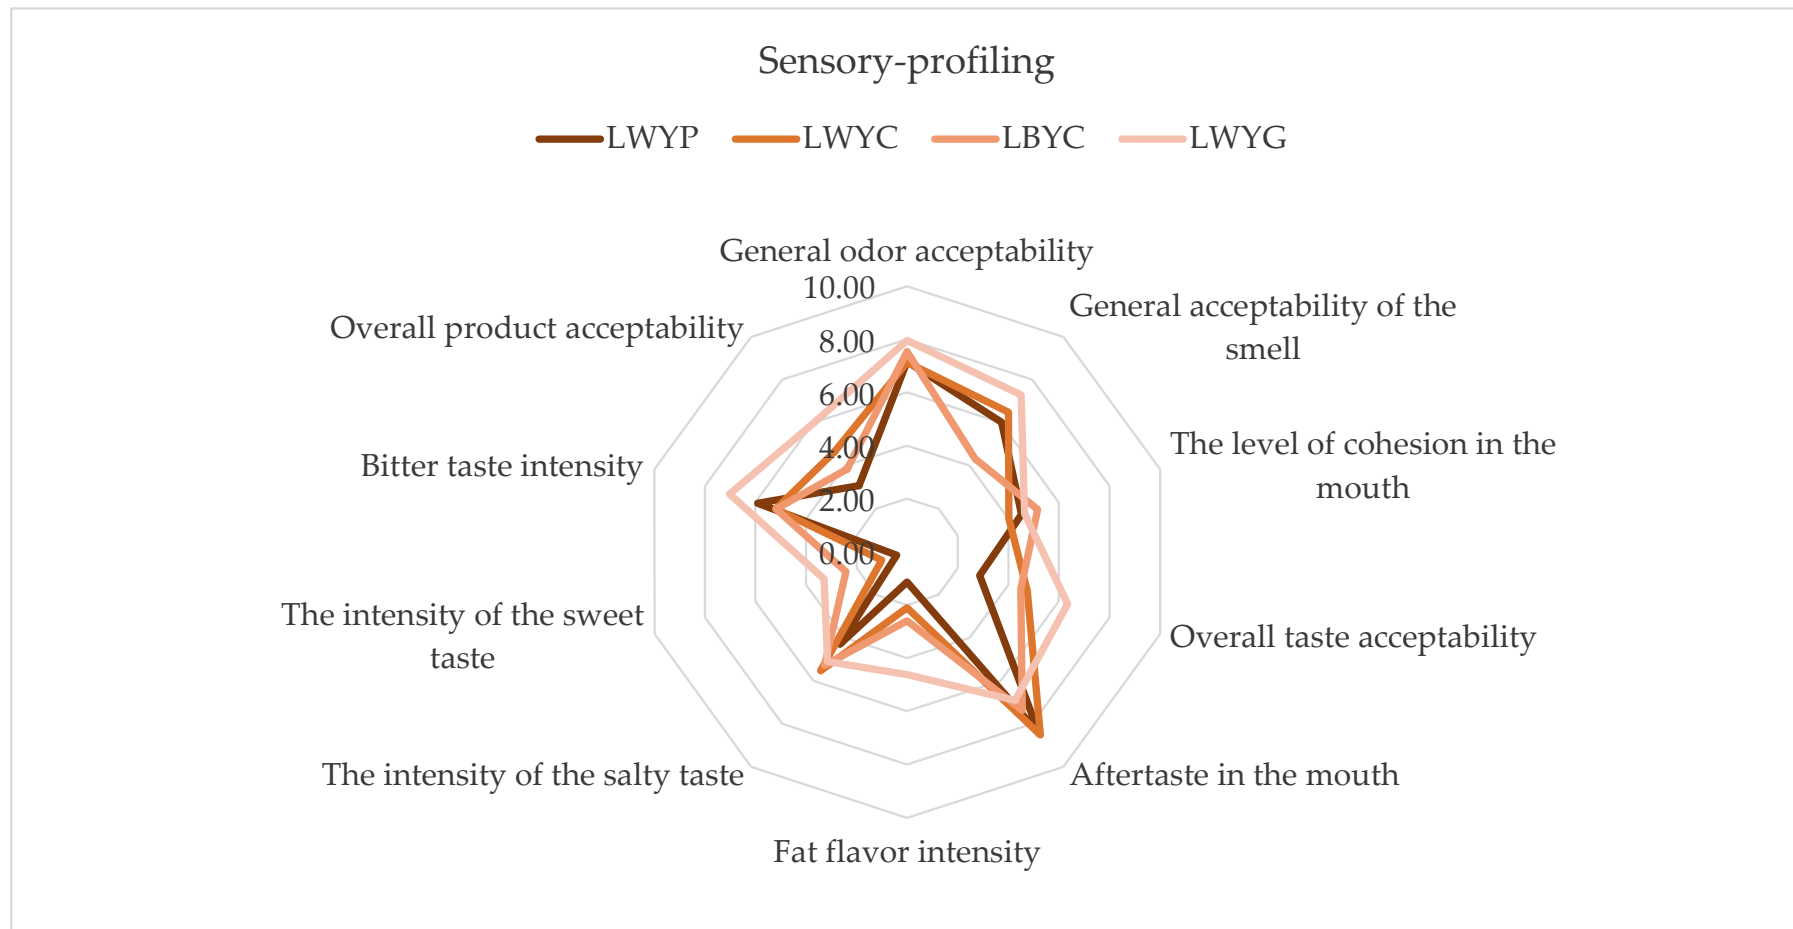 Sensory-profiling
LWYP LWYC LBYC LWYG
General odor acceptability
General acceptability of the
smell
The level of cohesion in the
mouth
Overall taste acceptability
Aftertaste in the mouth
Fat flavor intensity
The intensity of the salty taste
The intensity of the sweet
taste
Bitter taste intensity
Overall product acceptability
10.00
8.00
6.00
4.00
2.00
0.00